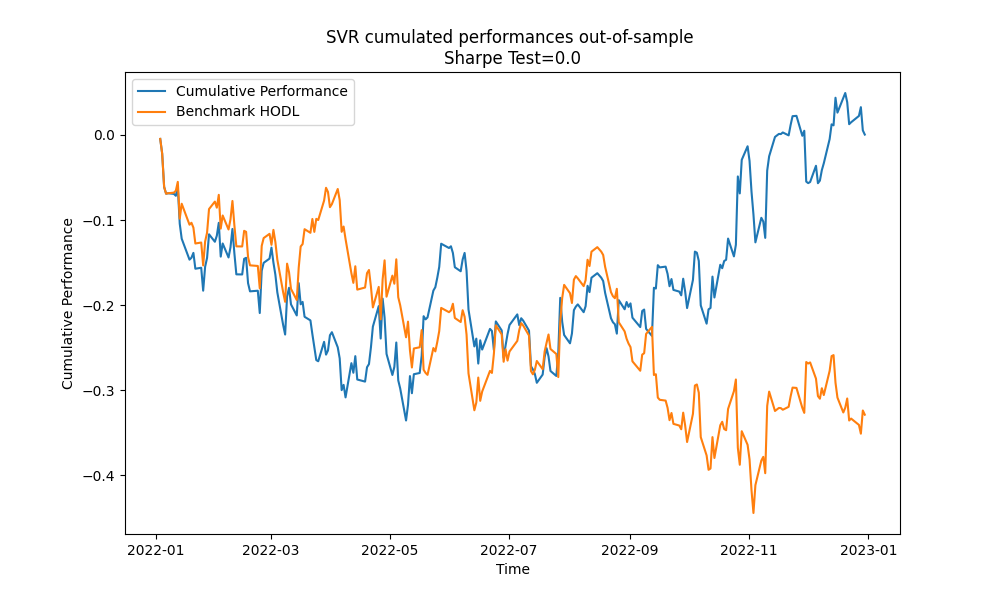 SVR cumulated performances out-of-sample
Sharpe Test=0.0
Cumulative Performance
Benchmark HODL
Cumulative Performance
0.0
−0.1
−0.2
−0.3
−0.4
2022-01
2022-03
2022-05
2022-07
2022-09
2022-11
2023-01
Time